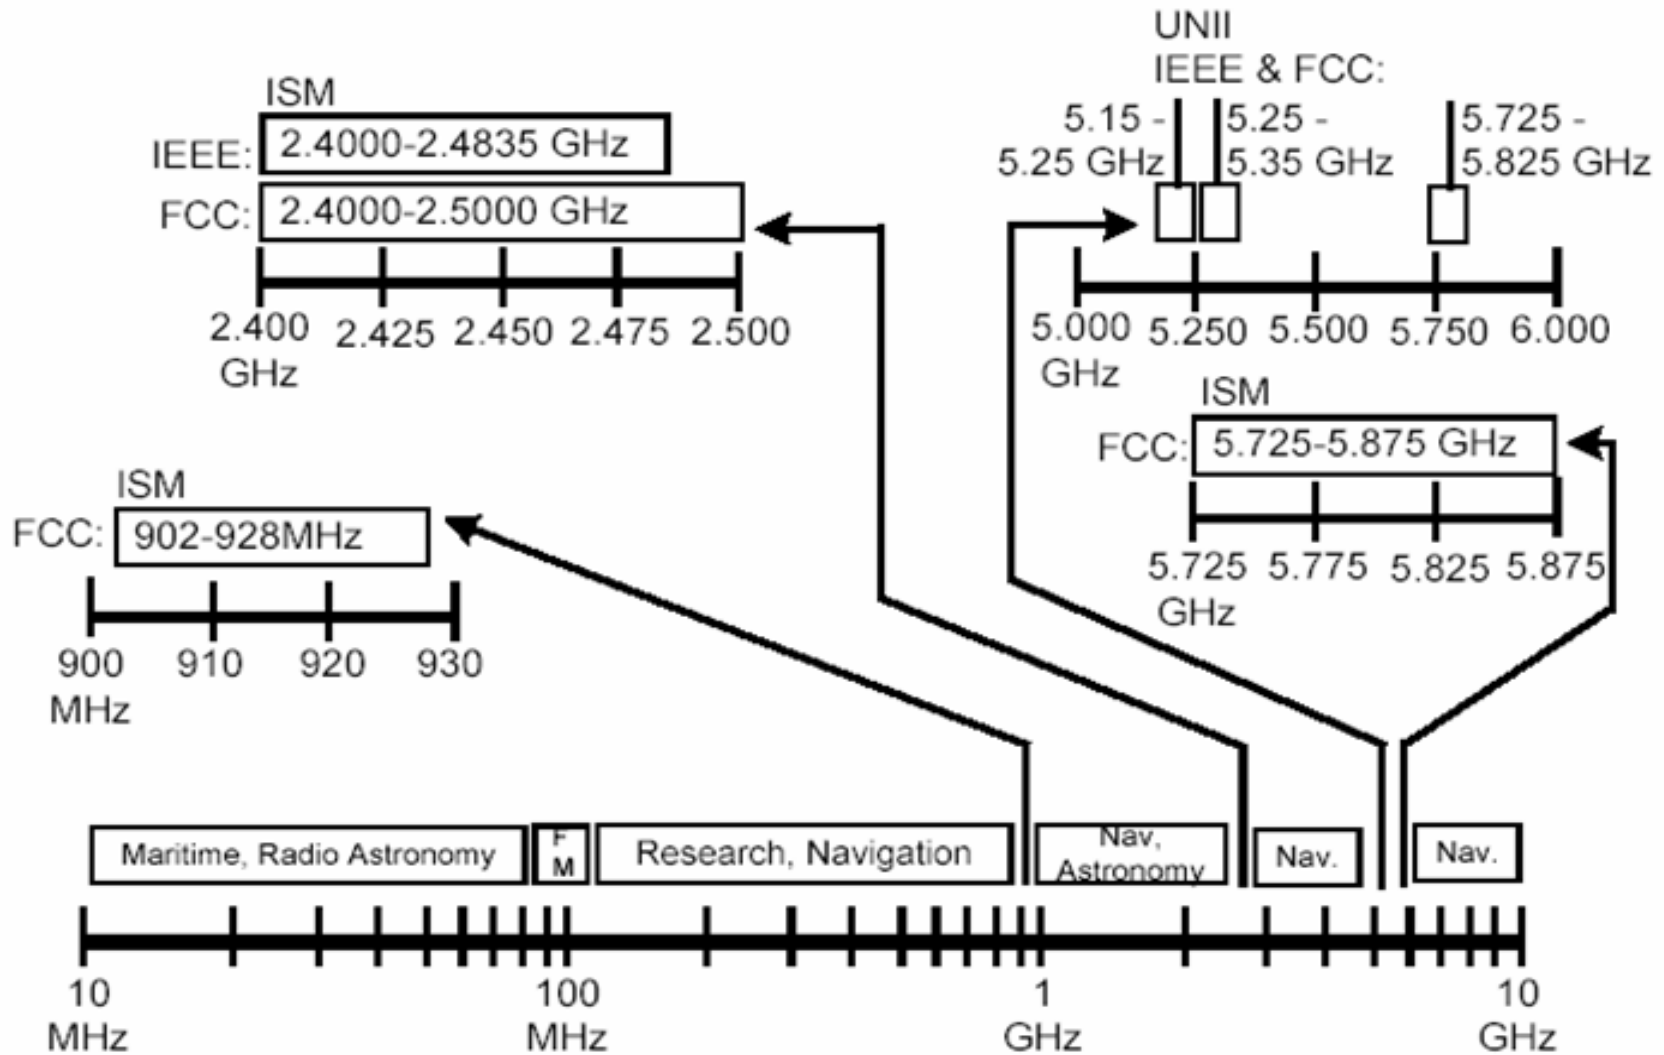 ISM
IEEE: 2.4000-2.4835 GHz
FCC: 2.4000-2.5000 GHz
2.400 2.425 2.450 2.475 2.500
GHz
UNII
IEEE & FCC:
5.15 - 5.25 - 5.725 -
5.25 GHz 5.35 GHz 5.825 GHz
5.000 5.250 5.500 5.750 6.000
GHz
ISM
FCC: 5.725-5.875 GHz
5.725 5.775 5.825 5.875
GHz
ISM
FCC: 902-928MHz
900 910 920 930
MHz
Maritime, Radio Astronomy
F
M
Research, Navigation
Nav,
Astronomy
Nav.
Nav.
10 100 1 10
MHz MHz GHz GHz